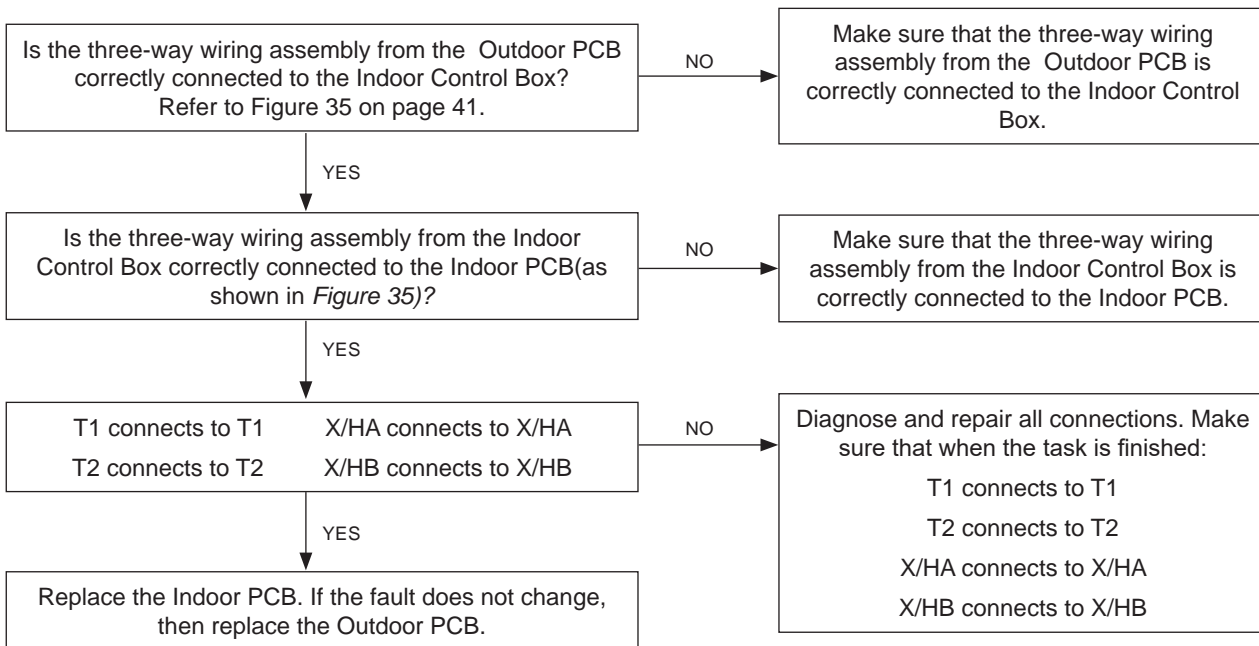 Is the three-way wiring assembly from the  Outdoor PCB
correctly connected to the Indoor Control Box?
Refer to Figure 35 on page 41.
NO
Make sure that the three-way wiring
assembly from the  Outdoor PCB is
correctly connected to the Indoor Control
Box.
YES
Is the three-way wiring assembly from the Indoor
Control Box correctly connected to the Indoor PCB(as
shown in Figure 35)?
NO
Make sure that the three-way wiring
assembly from the Indoor Control Box is
correctly connected to the Indoor PCB.
YES
T1 connects to T1 X/HA connects to X/HA
T2 connects to T2 X/HB connects to X/HB
NO
Diagnose and repair all connections. Make
sure that when the task is finished:
T1 connects to T1
T2 connects to T2
X/HA connects to X/HA
X/HB connects to X/HB
YES
Replace the Indoor PCB. If the fault does not change,
then replace the Outdoor PCB.